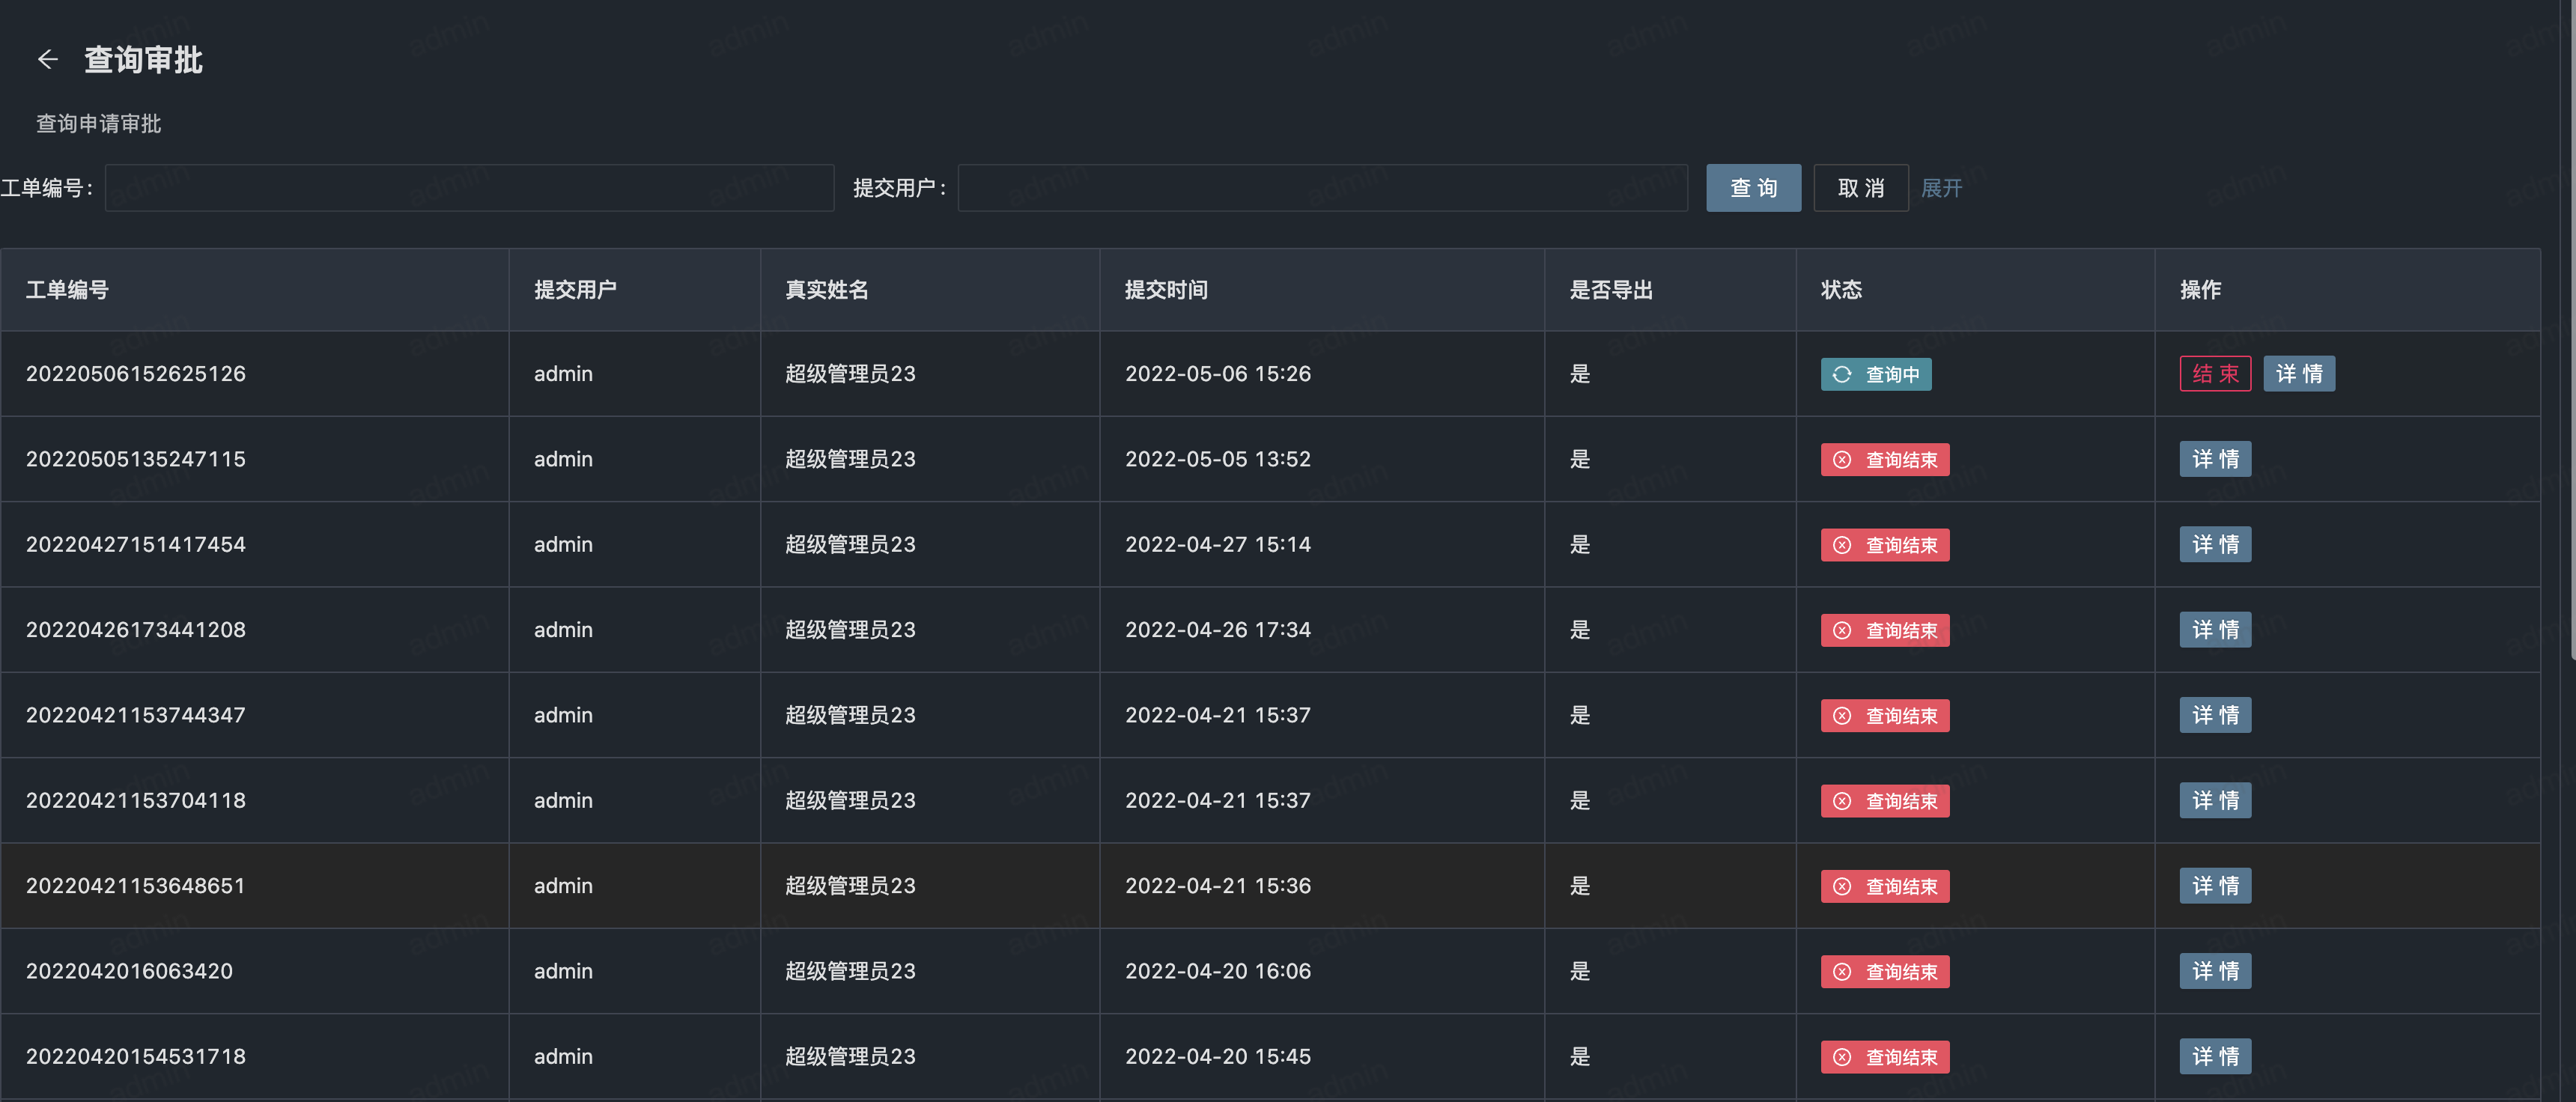 查询审批
查询申请审批
工单编号: 提交用户: 查 询 取 消 展开
工单编号 提交用户 真实姓名 提交时间 是否导出 状态 操作
20220506152625126 admin 超级管理员23 2022-05-06 15:26 是 查询中 结 束 详 情
20220505135247115 admin 超级管理员23 2022-05-05 13:52 是 查询结束 详 情
20220427151417454 admin 超级管理员23 2022-04-27 15:14 是 查询结束 详 情
20220426173441208 admin 超级管理员23 2022-04-26 17:34 是 查询结束 详 情
20220421153744347 admin 超级管理员23 2022-04-21 15:37 是 查询结束 详 情
20220421153704118 admin 超级管理员23 2022-04-21 15:37 是 查询结束 详 情
20220421153648651 admin 超级管理员23 2022-04-21 15:36 是 查询结束 详 情
2022042016063420 admin 超级管理员23 2022-04-20 16:06 是 查询结束 详 情
20220420154531718 admin 超级管理员23 2022-04-20 15:45 是 查询结束 详 情